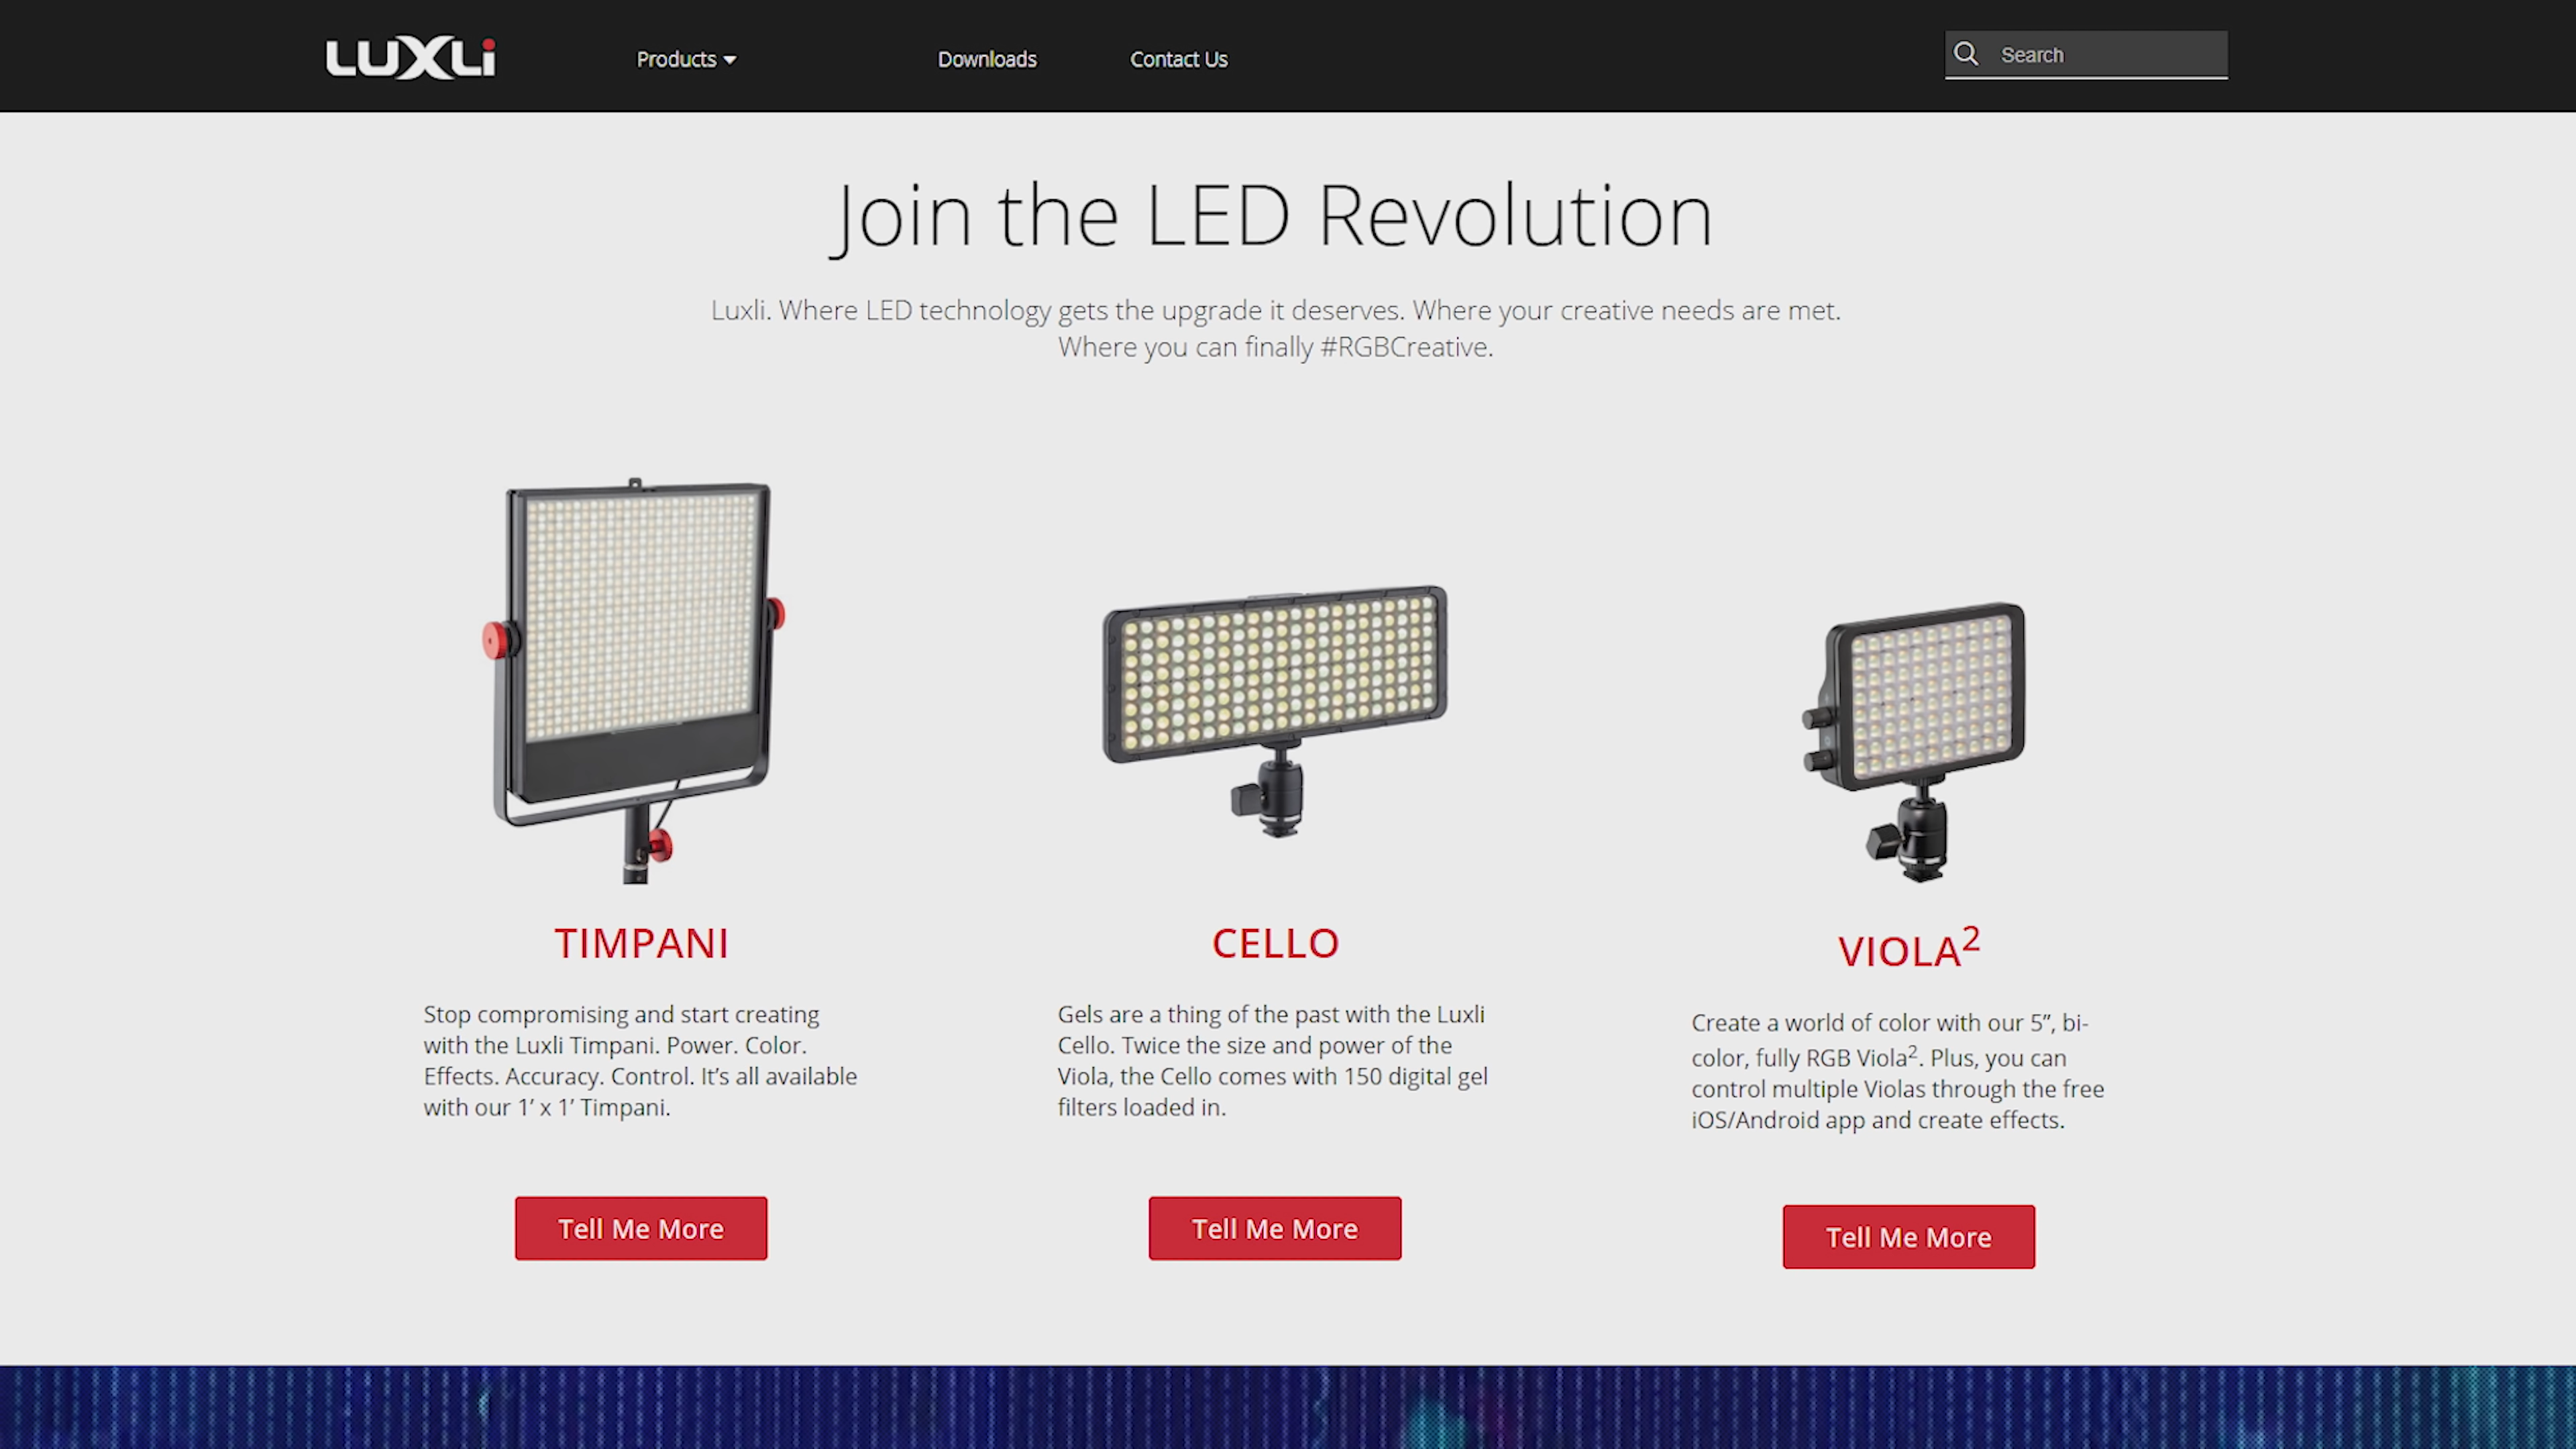 LUXLi
Products
Downloads
Contact Us
Search
Join the LED Revolution
Luxli. Where LED technology gets the upgrade it deserves. Where your creative needs are met.
Where you can finally #RGBCreative.
TIMPANI
Stop compromising and start creating
with the Luxli Timpani. Power. Color.
Effects. Accuracy. Control. It’s all available
with our 1’ x 1’ Timpani.
Tell Me More
CELLO
Gels are a thing of the past with the Luxli
Cello. Twice the size and power of the
Viola, the Cello comes with 150 digital gel
filters loaded in.
Tell Me More
VIOLA²
Create a world of color with our 5”, bi-
color, fully RGB Viola². Plus, you can
control multiple Violas through the free
iOS/Android app and create effects.
Tell Me More